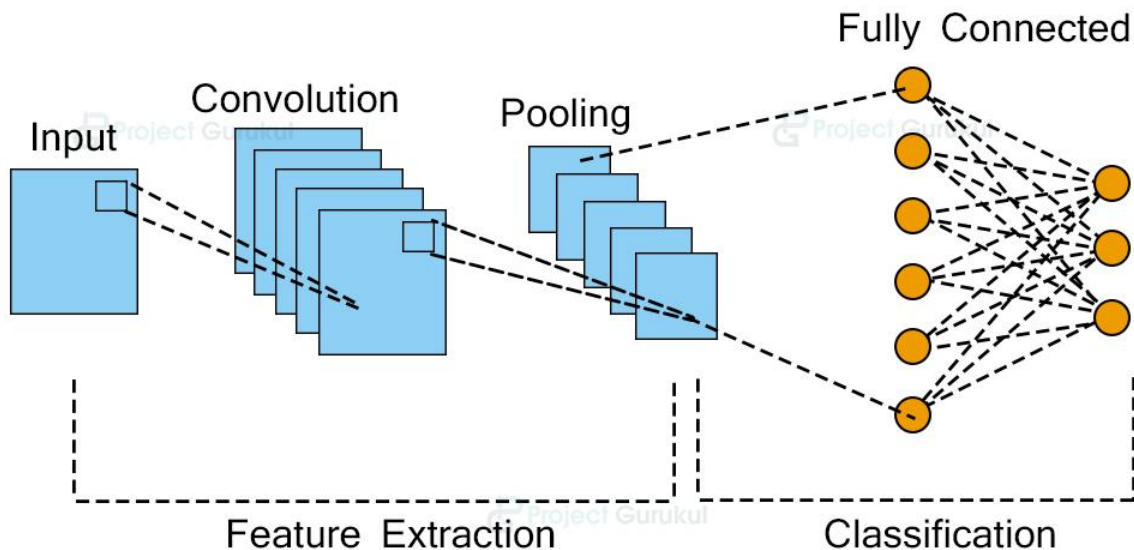 Fully Connected
Convolution
Pooling
Input
Project Gurukul
Project Gurukul
Project Gurukul
Feature Extraction
Classification